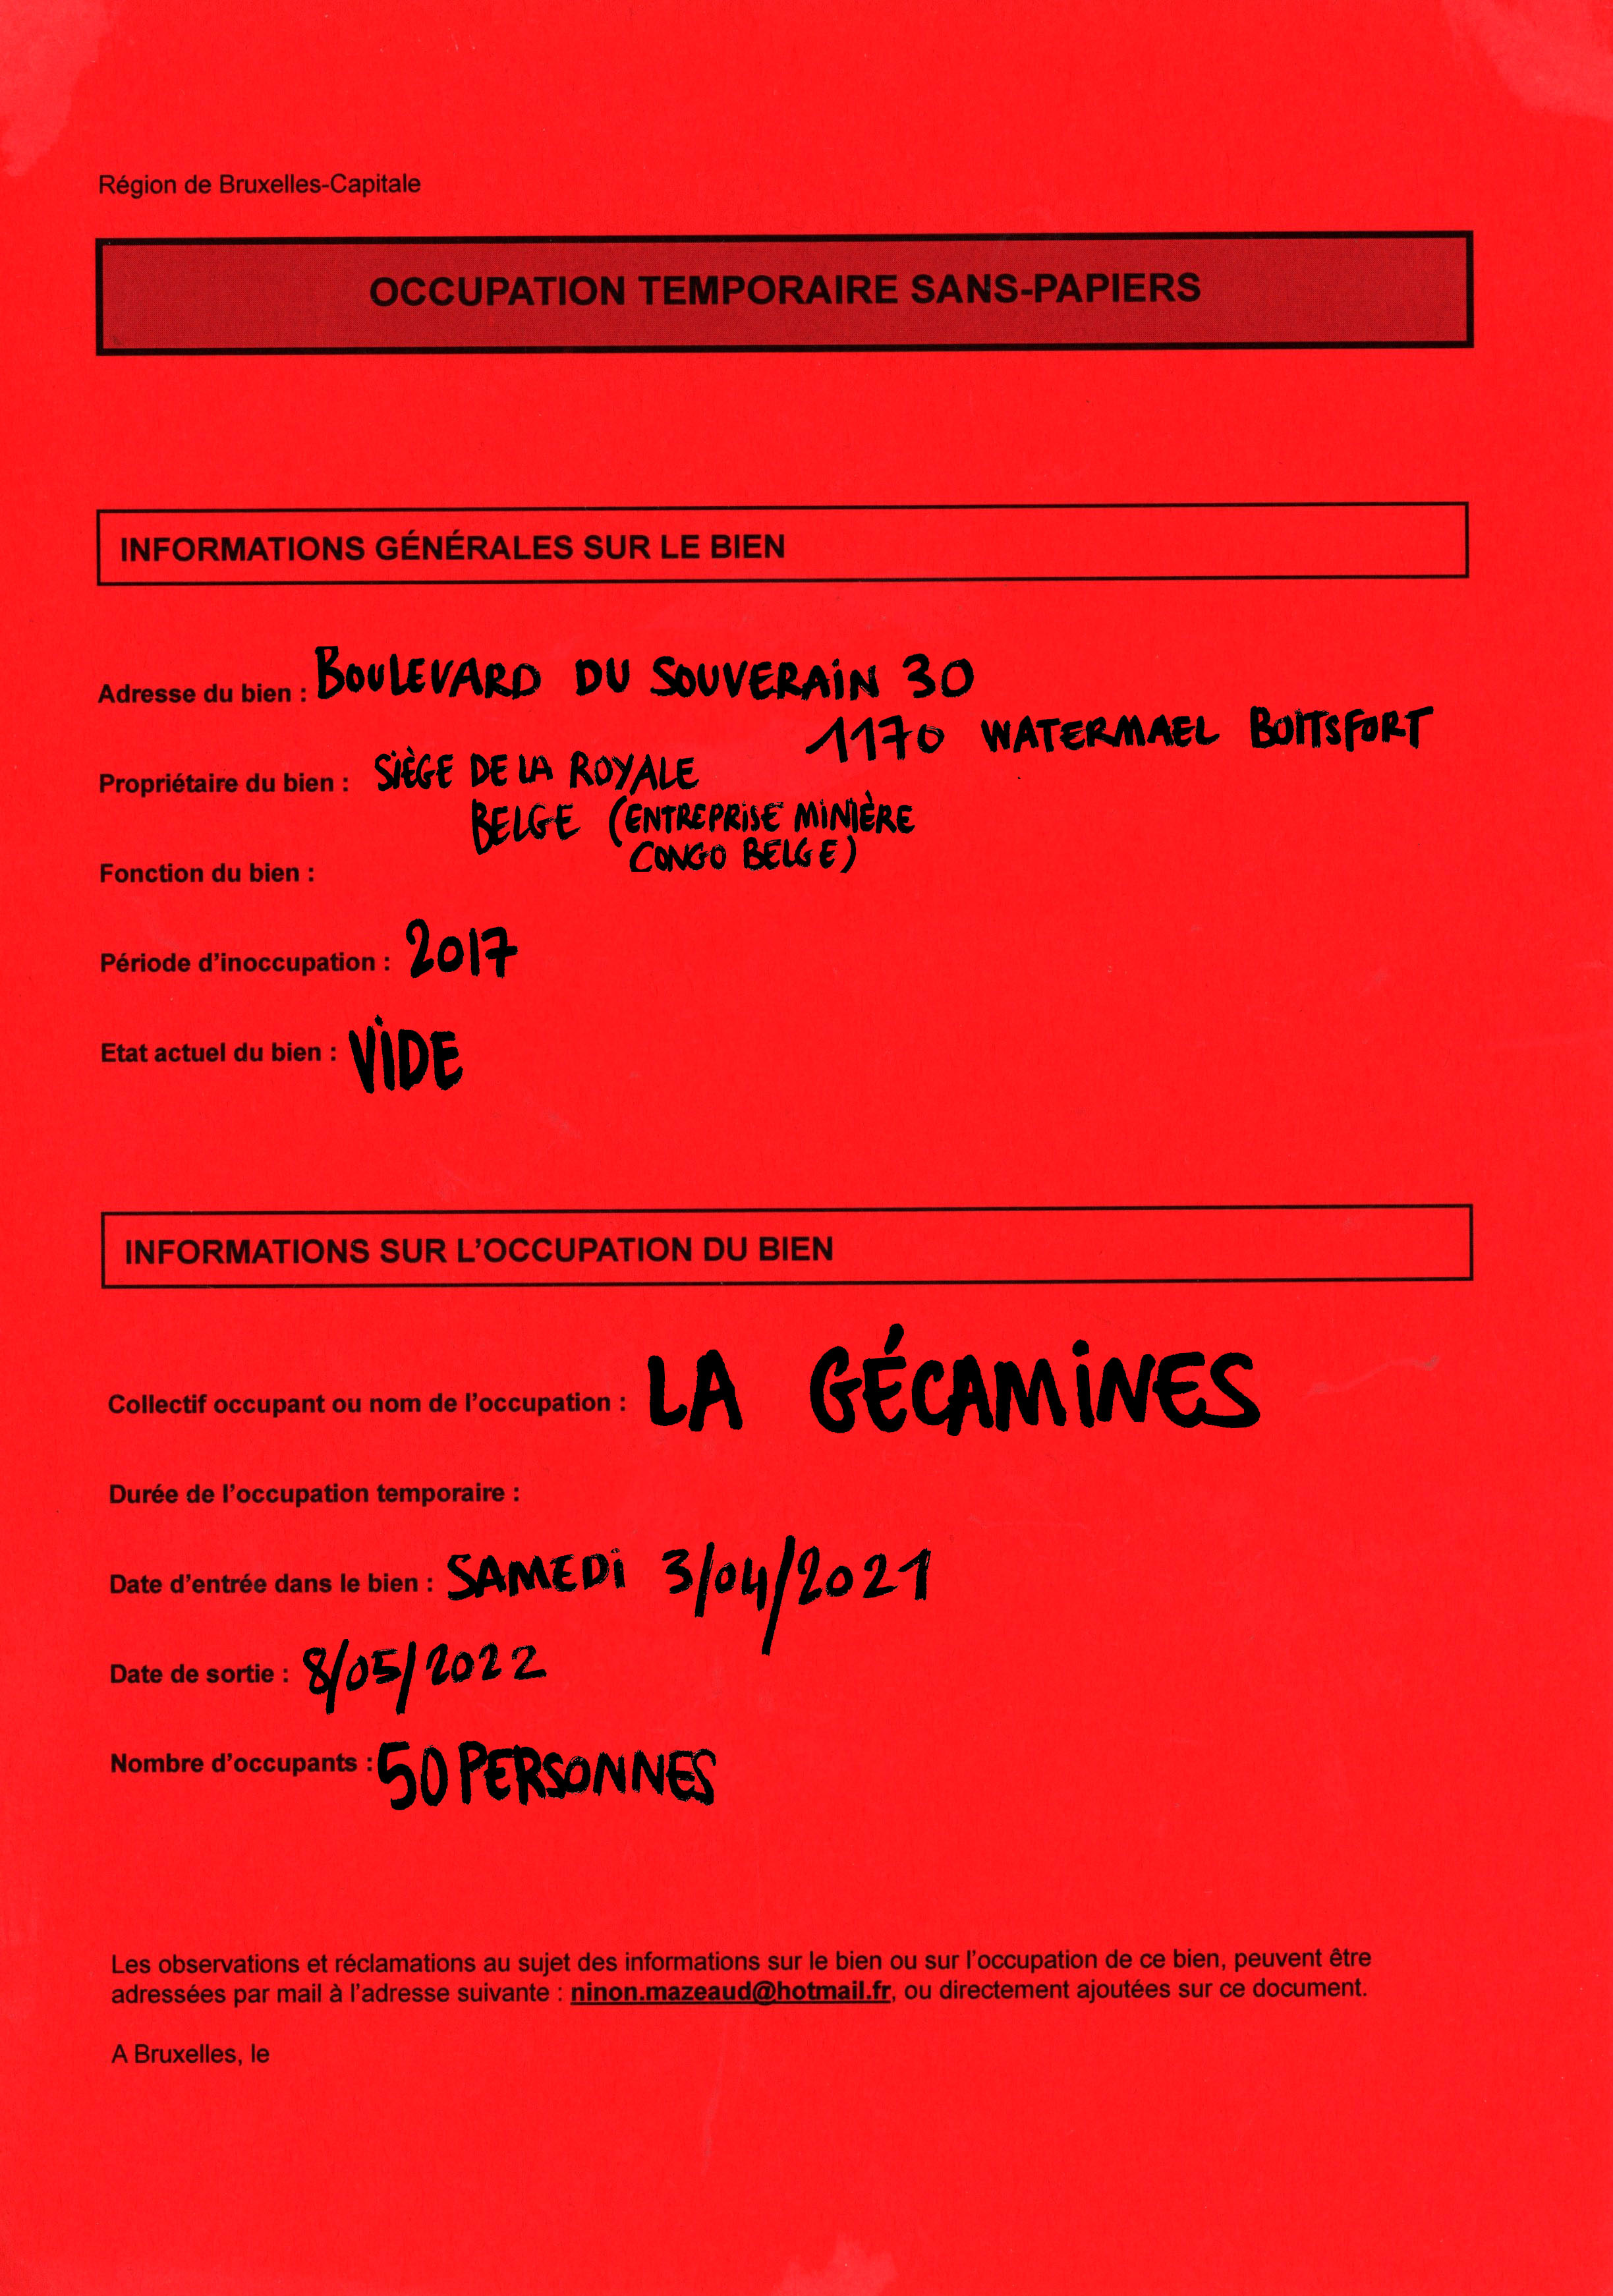 Région de Bruxelles-Capitale
OCCUPATION TEMPORAIRE SANS-PAPIERS
INFORMATIONS GÉNÉRALES SUR LE BIEN
Adresse du bien : BOULEVARD DU SOUVERAIN 30
1170 WATERMAEL BOITSFORT
Propriétaire du bien : SIÈGE DE LA ROYALE
BELGE (ENTREPRISE MINIÈRE
CONGO BELGE)
Fonction du bien :
Période d'inoccupation : 2017
Etat actuel du bien : VIDE
INFORMATIONS SUR L'OCCUPATION DU BIEN
Collectif occupant ou nom de l'occupation : LA GÉCAMINES
Durée de l'occupation temporaire :
Date d'entrée dans le bien : SAMEDI 3/04/2021
Date de sortie : 8/05/2022
Nombre d'occupants : 50 PERSONNES
Les observations et réclamations au sujet des informations sur le bien ou sur l'occupation de ce bien, peuvent être
adressées par mail à l'adresse suivante : ninon.mazeaud@hotmail.fr, ou directement ajoutées sur ce document.
A Bruxelles, le